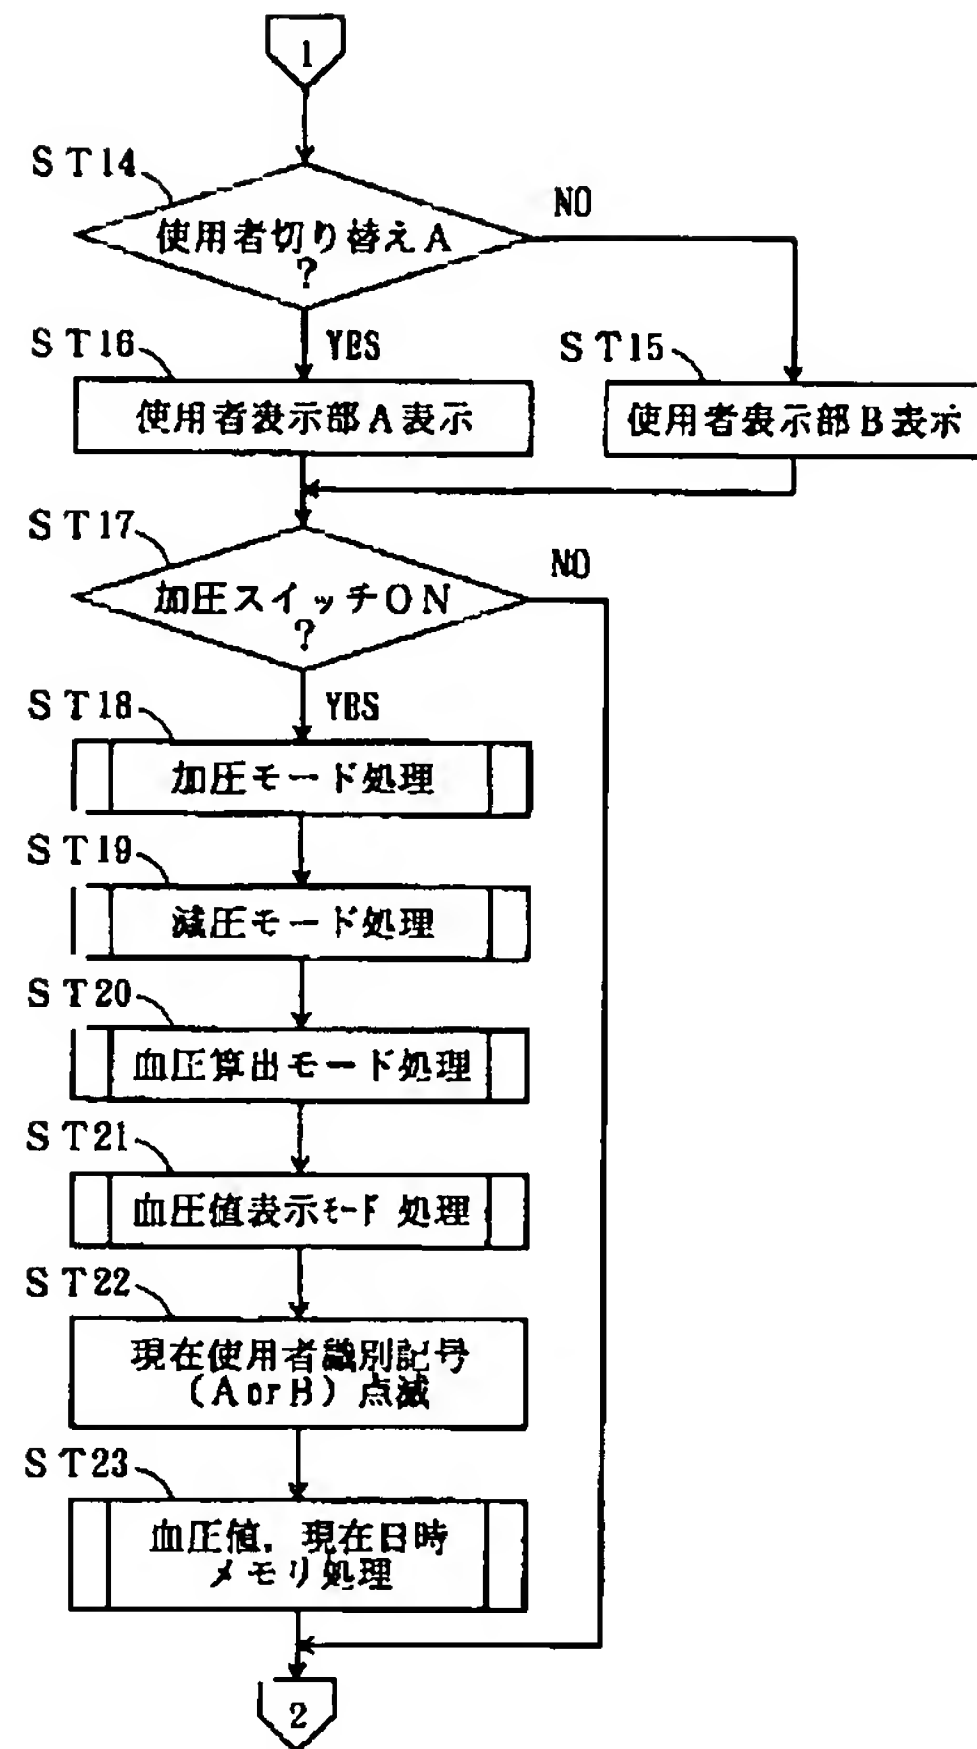 1
ST14
使用者切り替えA
?
NO
YES
ST16
使用者表示部A表示
ST15
使用者表示部B表示
ST17
加圧スイッチON
?
NO
YES
ST18
加圧モード処理
ST19
減圧モード処理
ST20
血圧算出モード処理
ST21
血圧値表示ﾓｰﾄﾞ処理
ST22
現在使用者識別記号
(AorB)点滅
ST23
血圧値,現在日時
メモリ処理
2